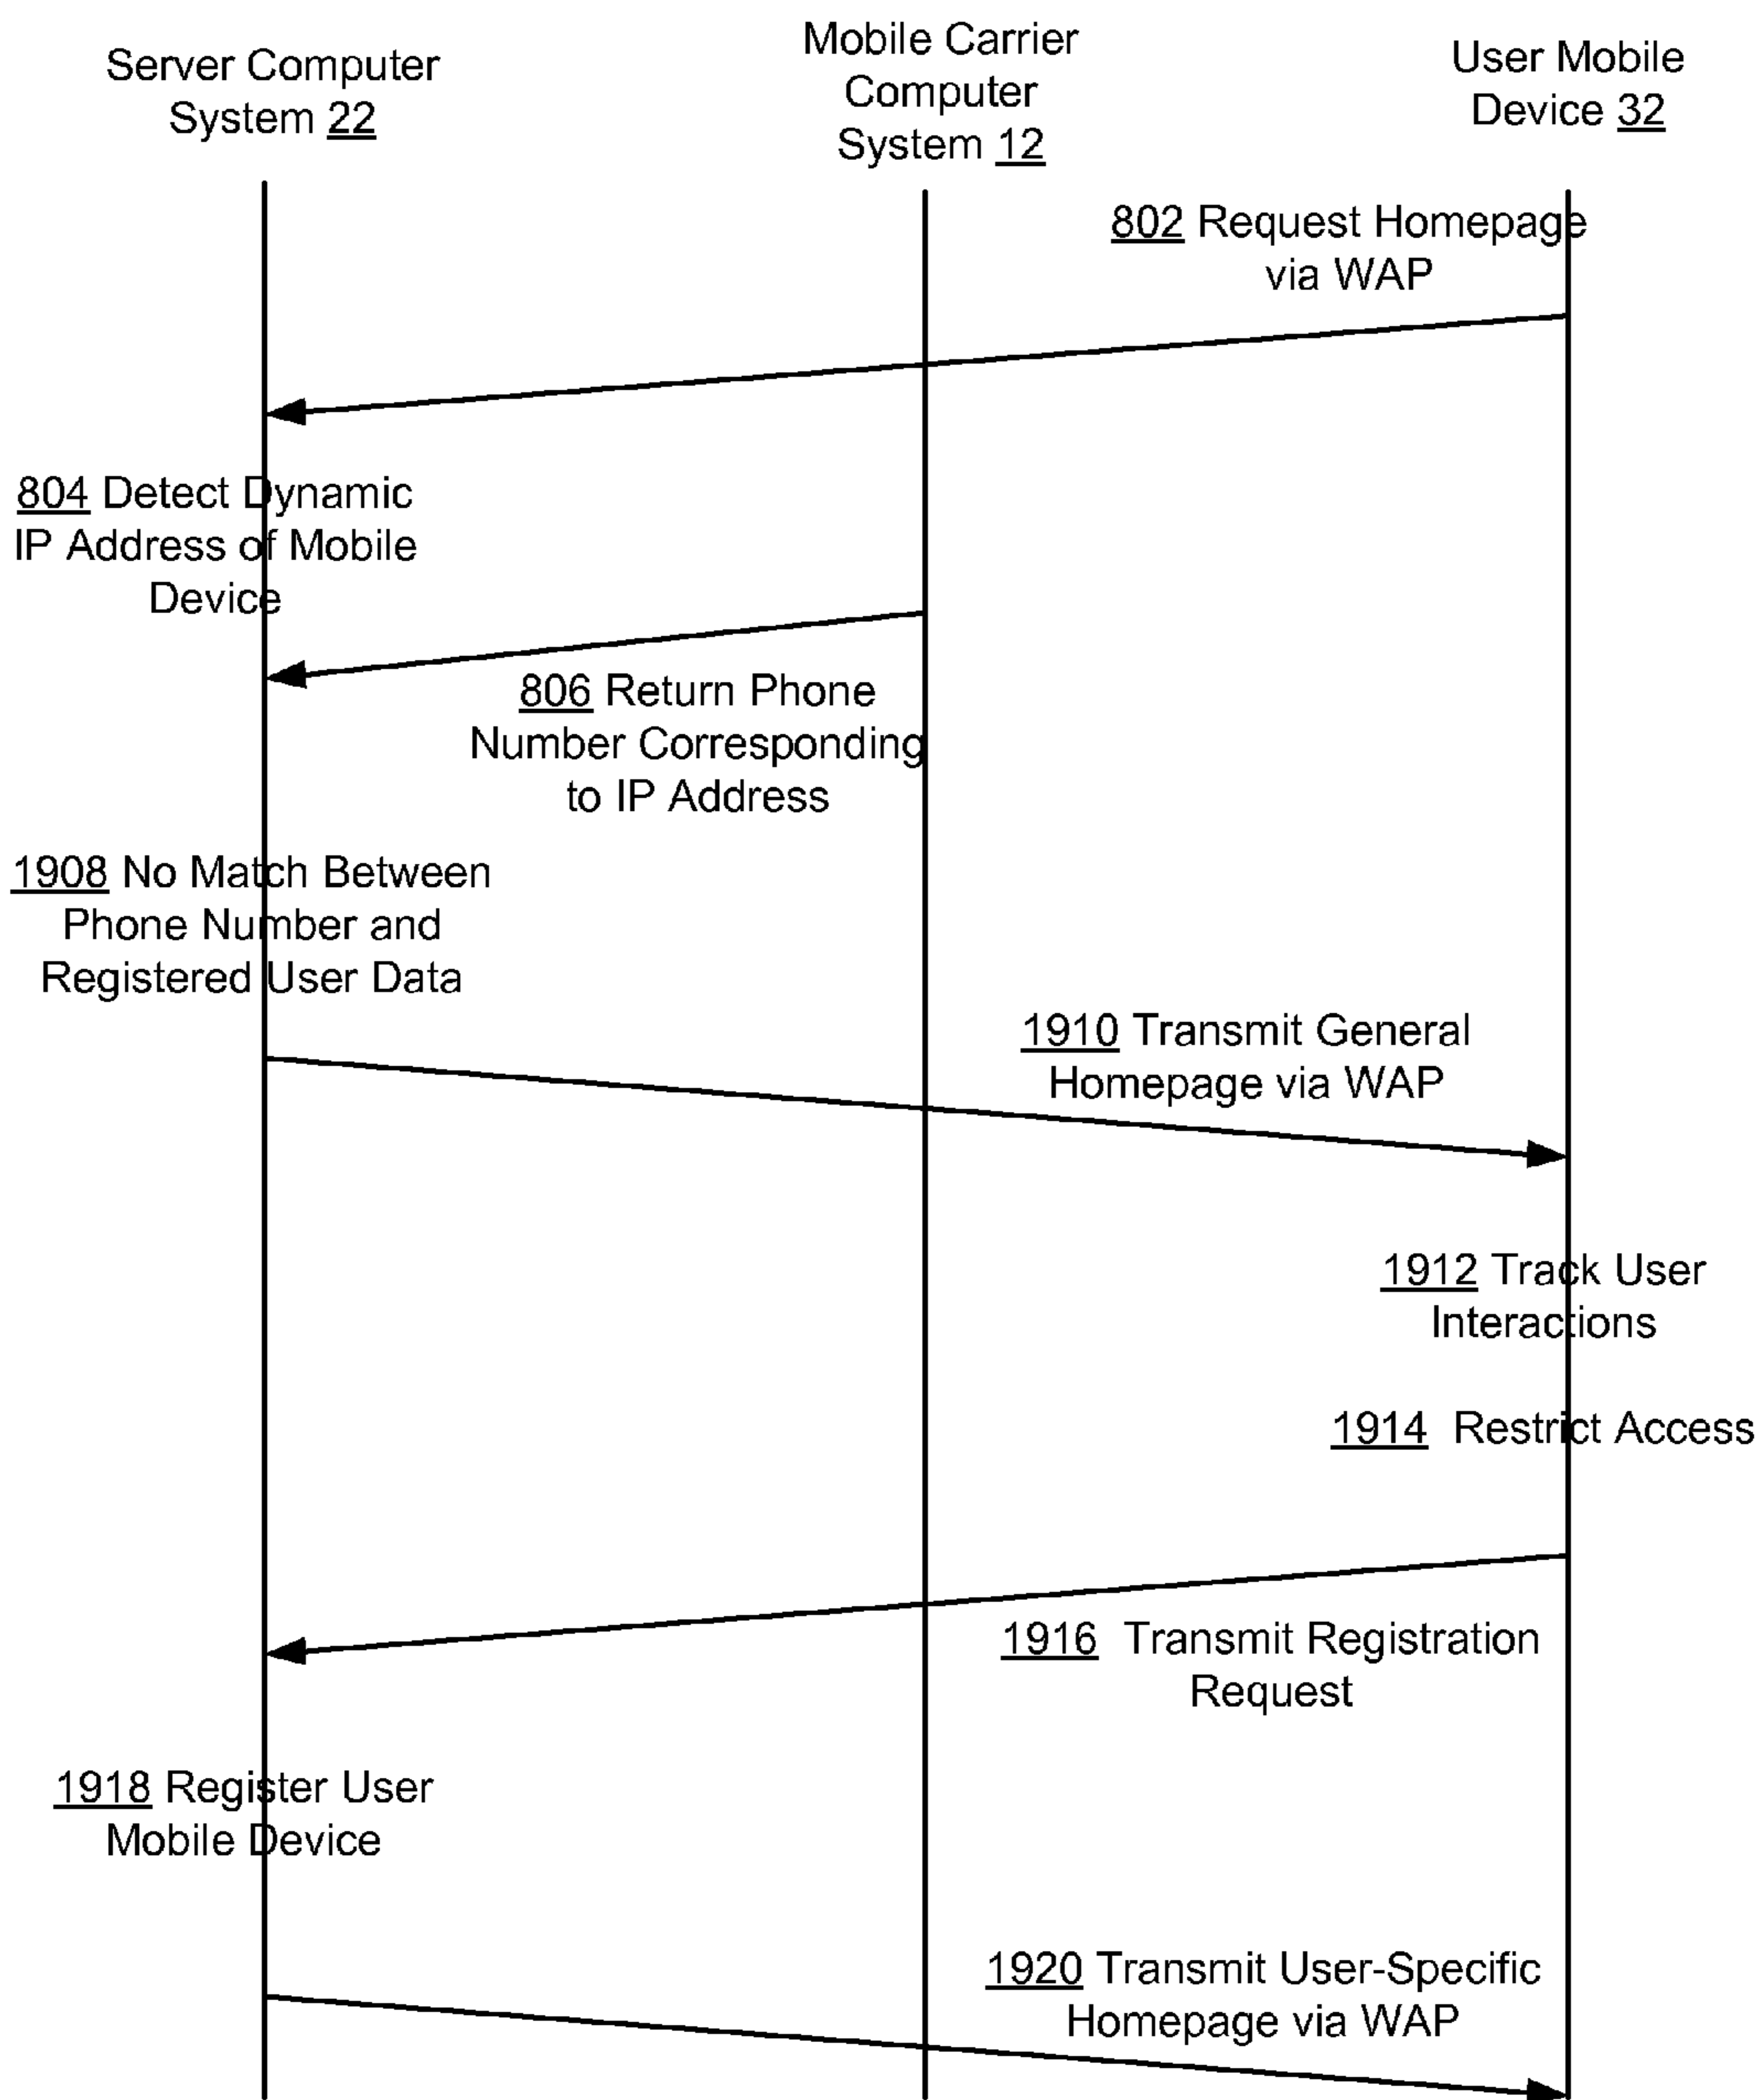 Server Computer
System 22
Mobile Carrier
Computer
System 12
User Mobile
Device 32
802 Request Homepage
via WAP
804 Detect Dynamic
IP Address of Mobile
Device
806 Return Phone
Number Corresponding
to IP Address
1908 No Match Between
Phone Number and
Registered User Data
1910 Transmit General
Homepage via WAP
1912 Track User
Interactions
1914 Restrict Access
1916 Transmit Registration
Request
1918 Register User
Mobile Device
1920 Transmit User-Specific
Homepage via WAP